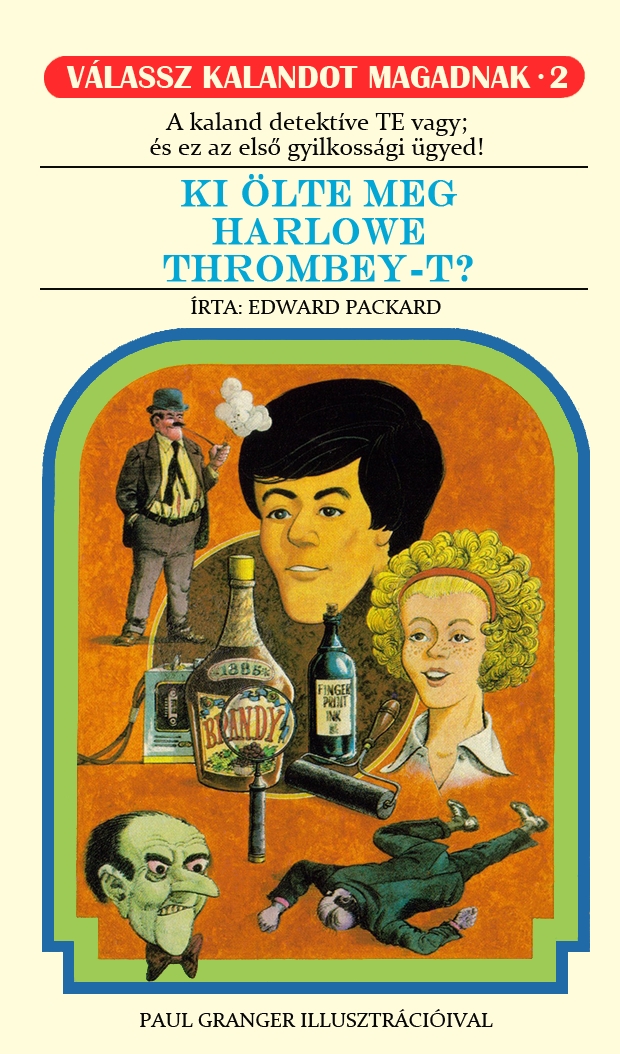 VÁLASSZ KALANDOT MAGADNAK · 2
A kaland detektíve TE vagy;
és ez az első gyilkossági ügyed!
KI ÖLTE MEG
HARLOWE
THROMBEY-T?
ÍRTA: EDWARD PACKARD
1895
BRANDY
FINGER
PRINT
INK
PAUL GRANGER ILLUSZTRÁCIÓIVAL